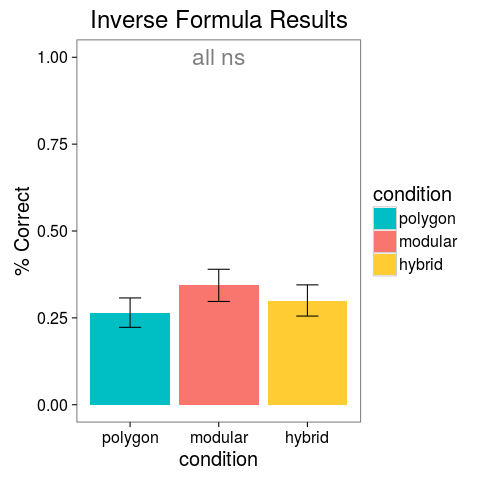 Inverse Formula Results
all ns
1.00
0.75
0.50
0.25
0.00
% Correct
polygon modular hybrid
condition
condition
polygon
modular
hybrid